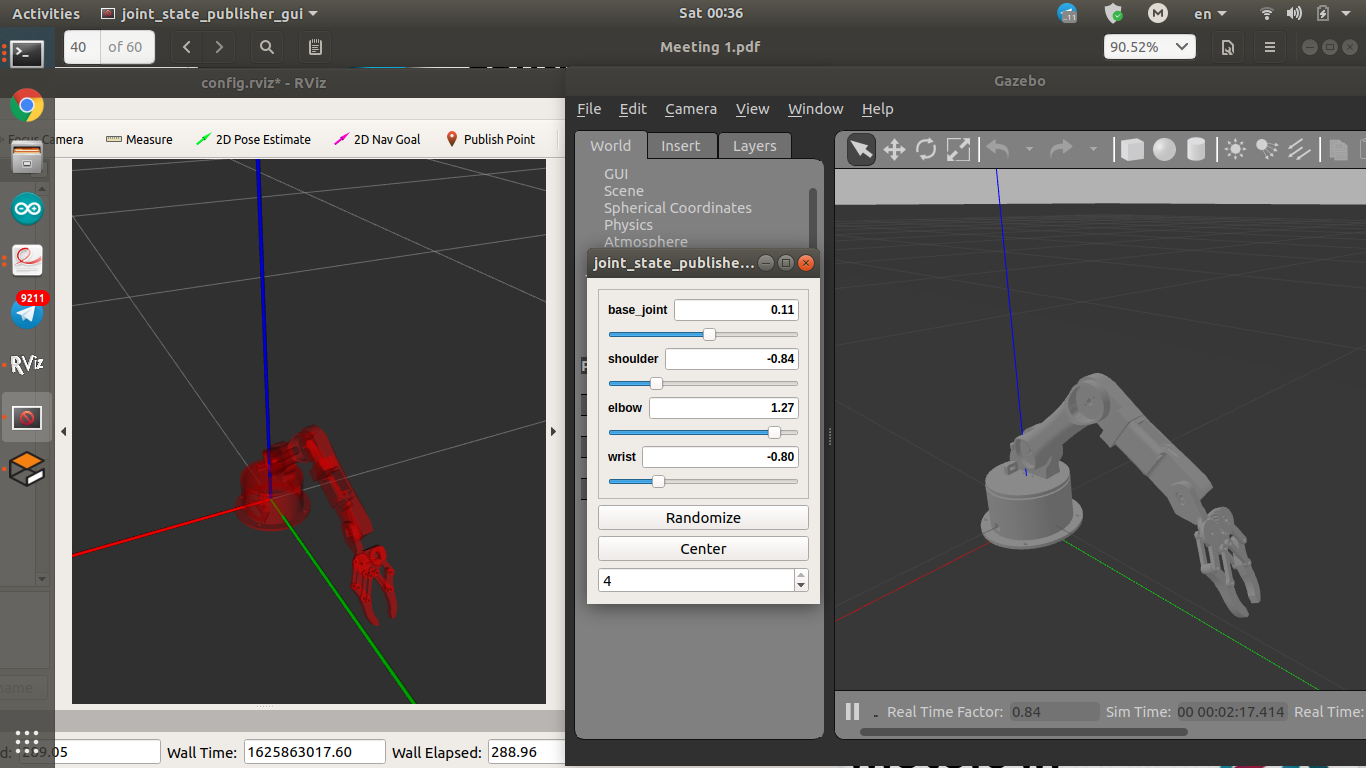 Activities joint_state_publisher_gui Sat 00:36 11 M en
40 of 60 Meeting 1.pdf 90.52%
config.rviz* - RViz
Gazebo
File Edit Camera View Window Help
Camera Measure 2D Pose Estimate 2D Nav Goal Publish Point
World Insert Layers
GUI
Scene
Spherical Coordinates
Physics
Atmosphere
joint_state_publishe...
base_joint 0.11
shoulder -0.84
elbow 1.27
wrist -0.80
Randomize
Center
4
9211
RViz
Real Time Factor: 0.84 Sim Time: 00 00:02:17.414 Real Time:
Wall Time: 1625863017.60 Wall Elapsed: 288.96